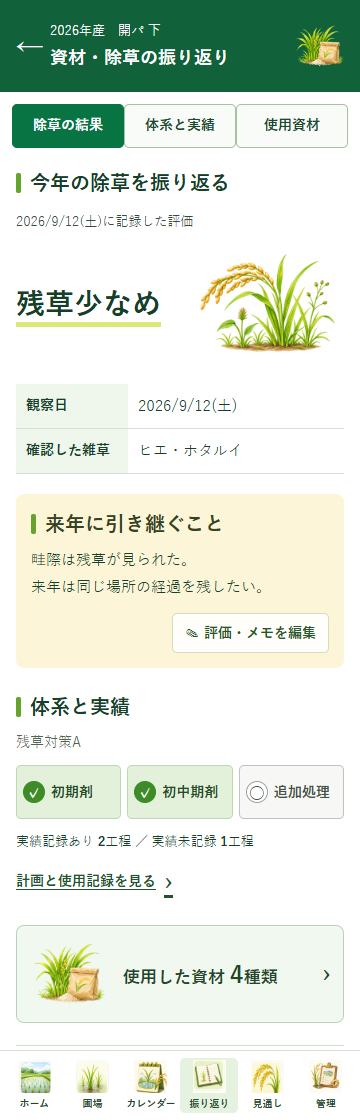 2026年産　開パ 下
資材・除草の振り返り
除草の結果
体系と実績
使用資材
今年の除草を振り返る
2026/9/12(土)に記録した評価
残草少なめ
観察日
2026/9/12(土)
確認した雑草
ヒエ・ホタルイ
来年に引き継ぐこと
畦際は残草が見られた。
来年は同じ場所の経過を残したい。
✎ 評価・メモを編集
体系と実績
残草対策A
初期剤
初中期剤
追加処理
実績記録あり 2工程 ／ 実績未記録 1工程
計画と使用記録を見る ›
使用した資材 4種類 ›
ホーム
圃場
カレンダー
振り返り
見通し
管理